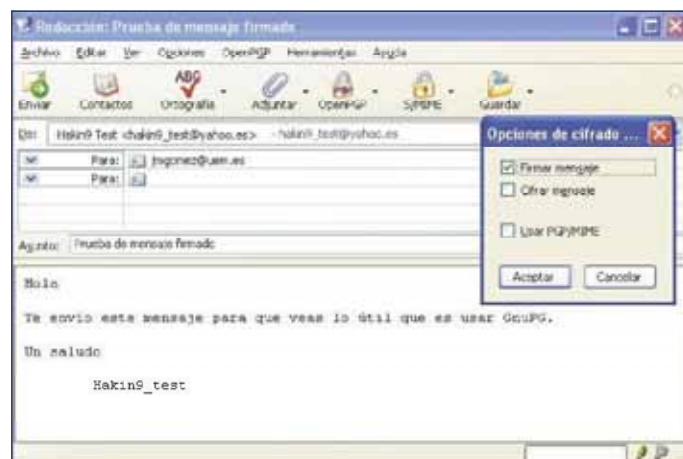 Redacción: Prueba de mensaje firmado
Archivo Editar Ver Opciones OpenPGP Herramientas Ayuda
Enviar Contactos Ortografía Adjuntar OpenPGP S/MIME Guardar
De: Hakin9 Test <hakin9_test@yahoo.es> - hakin9_test@yahoo.es
Para: jmgomez@uem.es
Para:
Asunto: Prueba de mensaje firmado
Opciones de cifrado ...
Firmar mensaje
Cifrar mensaje
Usar PGP/MIME
Aceptar Cancelar
Hola
Te envio este mensaje para que veas lo útil que es usar GnuPG.
Un saludo
Hakin9_test